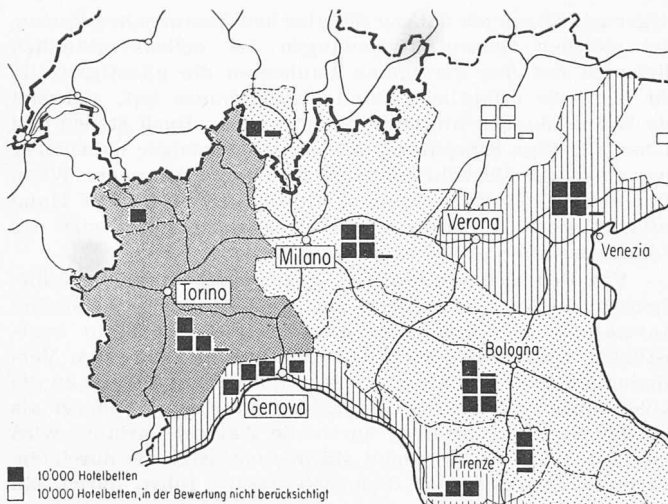 Verona
Venezia
Milano
Torino
Bologna
Genova
Firenze
10'000 Hotelbetten
10'000 Hotelbetten, in der Bewertung nicht berücksichtigt